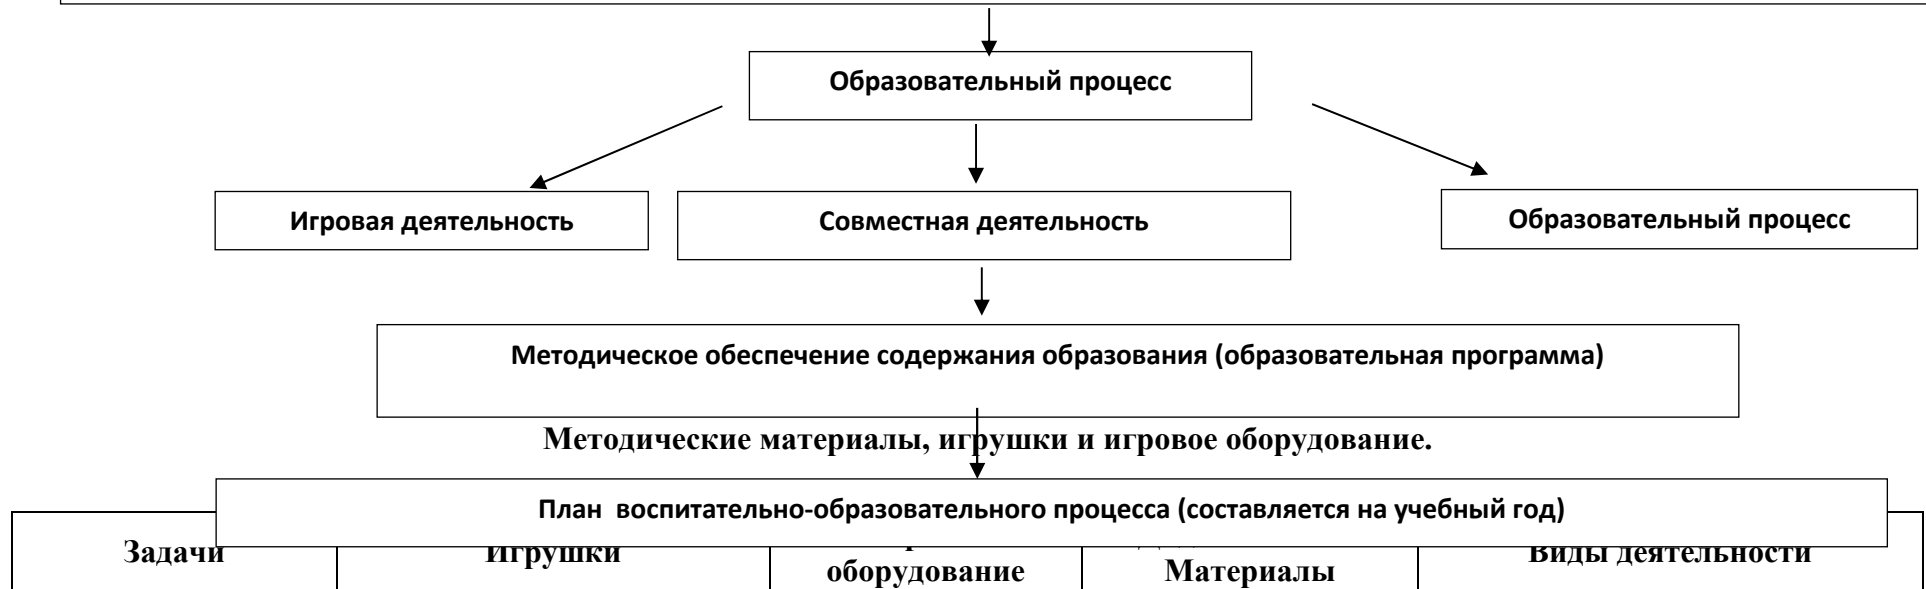 Образовательный процесс
Игровая деятельность
Совместная деятельность
Образовательный процесс
Методическое обеспечение содержания образования (образовательная программа)
Методические материалы, игрушки и игровое оборудование.
План воспитательно-образовательного процесса (составляется на учебный год)
Задачи
Игрушки
оборудование
Материалы
Виды деятельности